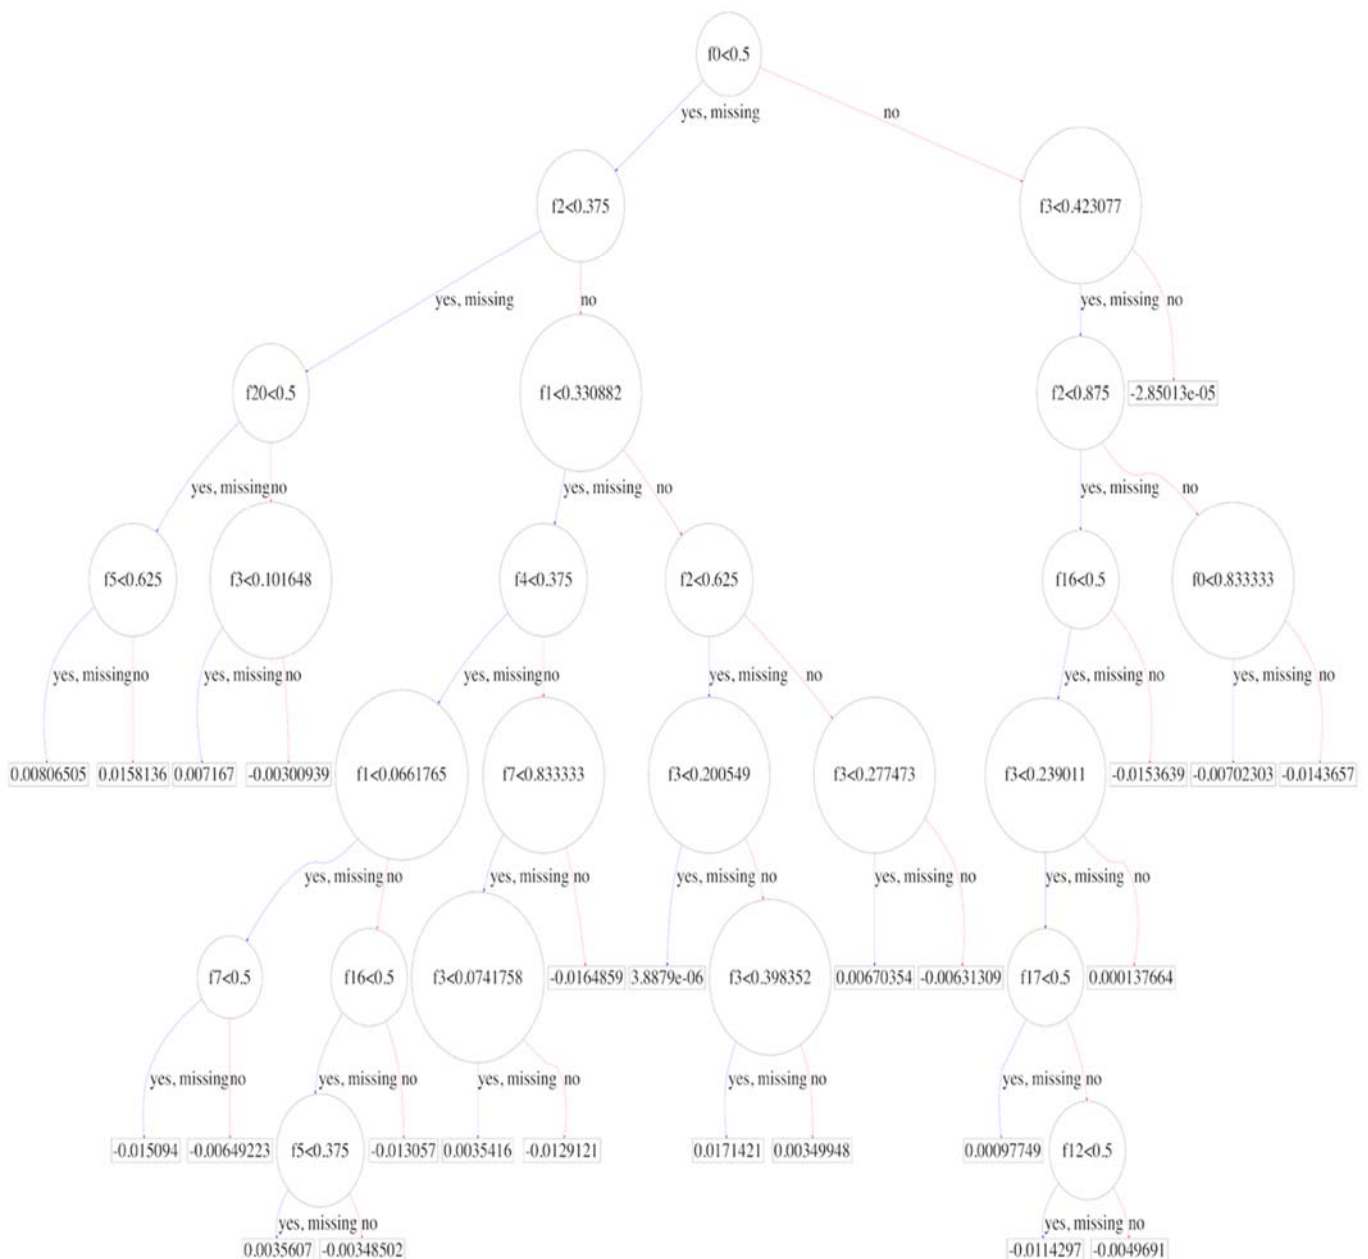 f0<0.5
yes, missing no
f2<0.375 f3<0.423077
yes, missing no yes, missing no
f20<0.5 f1<0.330882 f2<0.875 -2.85013e-05
yes, missing no yes, missing no yes, missing no
f5<0.625 f3<0.101648 f4<0.375 f2<0.625 f16<0.5 f0<0.833333
yes, missing no yes, missing no yes, missing no yes, missing no yes, missing no yes, missing no
0.00806505 0.0158136 0.007167 -0.00300939 f1<0.0661765 f7<0.833333 f3<0.200549 f3<0.277473 f3<0.239011 -0.0153639 -0.00702303 -0.0143657
yes, missing no yes, missing no yes, missing no yes, missing no yes, missing no
f7<0.5 f16<0.5 f3<0.0741758 -0.0164859 3.8879e-06 f3<0.398352 0.00670354 -0.00631309 f17<0.5 0.000137664
yes, missing no yes, missing no yes, missing no yes, missing no yes, missing no
-0.015094 -0.00649223 f5<0.375 -0.013057 0.0035416 -0.0129121 0.0171421 0.00349948 0.00097749 f12<0.5
yes, missing no yes, missing no
0.0035607 -0.00348502 -0.0114297 -0.0049691